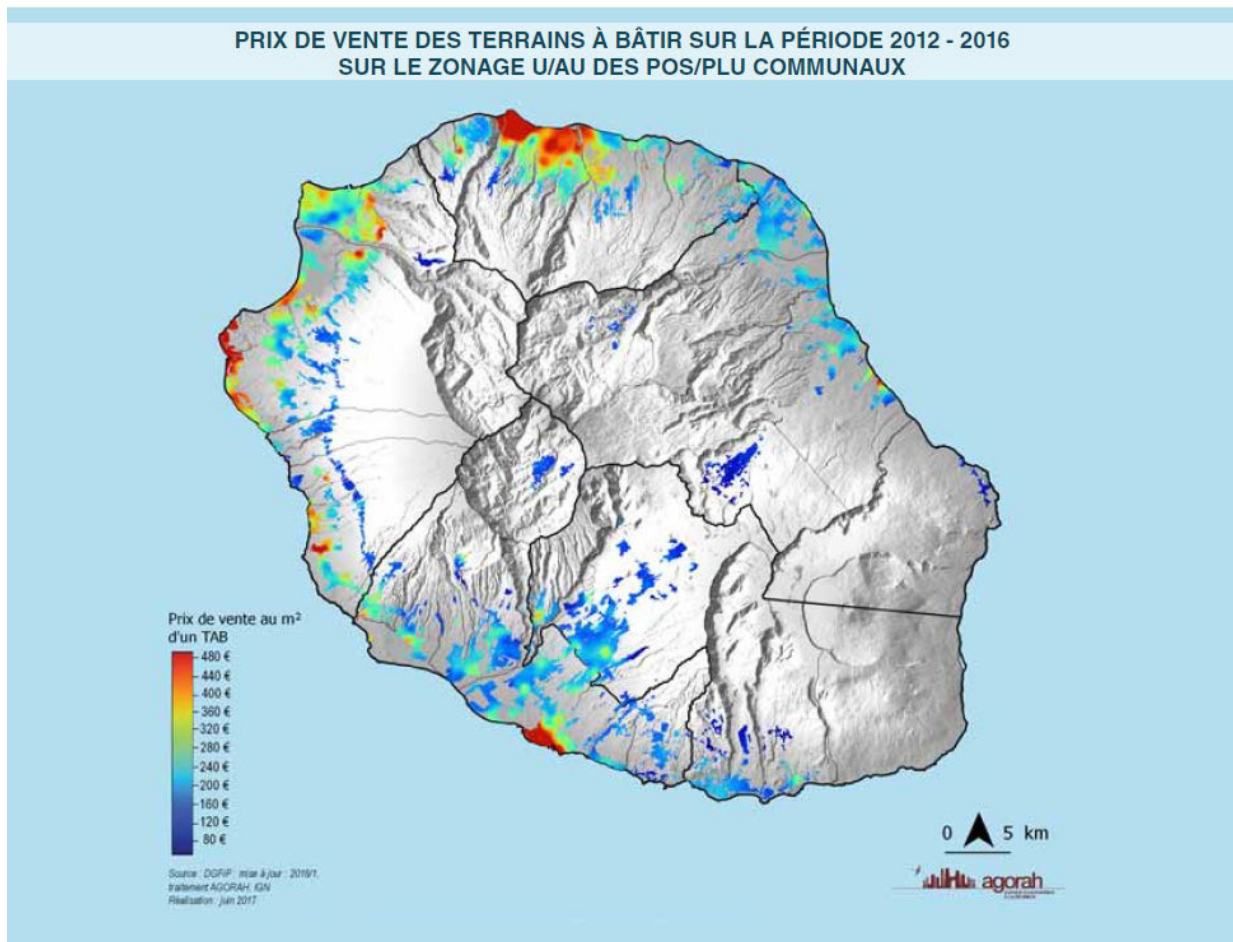 PRIX DE VENTE DES TERRAINS À BÂTIR SUR LA PÉRIODE 2012 - 2016
SUR LE ZONAGE U/AU DES POS/PLU COMMUNAUX
Prix de vente au m²
d'un TAB
480 €
440 €
400 €
360 €
320 €
280 €
240 €
200 €
160 €
120 €
80 €
Source : DGFiP : mise à jour : 2016/1,
traitement AGORAH, IGN
Réalisation : juin 2017
0 5 km
agorah